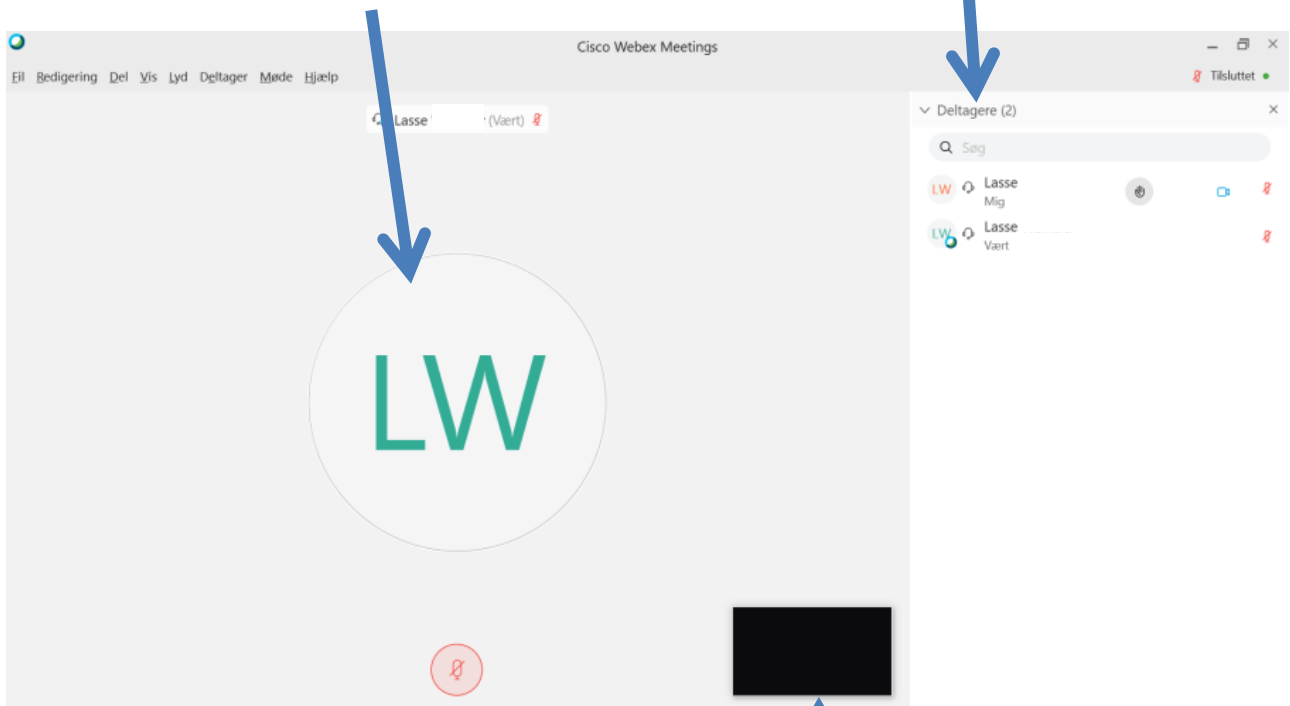 Cisco Webex Meetings
Fil Redigering Del Vis Lyd Deltager Møde Hjælp
Tilsluttet
Lasse (Vært)
Deltagere (2)
Søg
LW Lasse
Mig
LW Lasse
Vært
LW